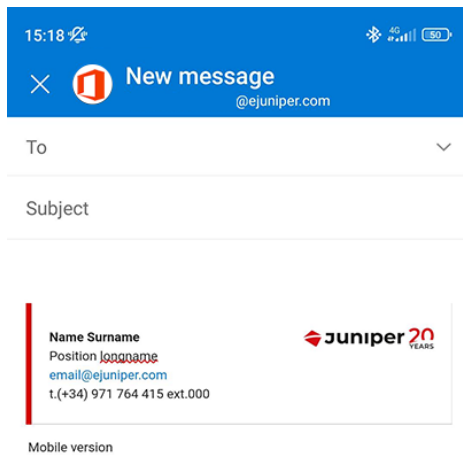 15:18
4G
50
New message
@ejuniper.com
To
Subject
Name Surname
Position longname
email@ejuniper.com
t.(+34) 971 764 415 ext.000
juniper 20
YEARS
Mobile version